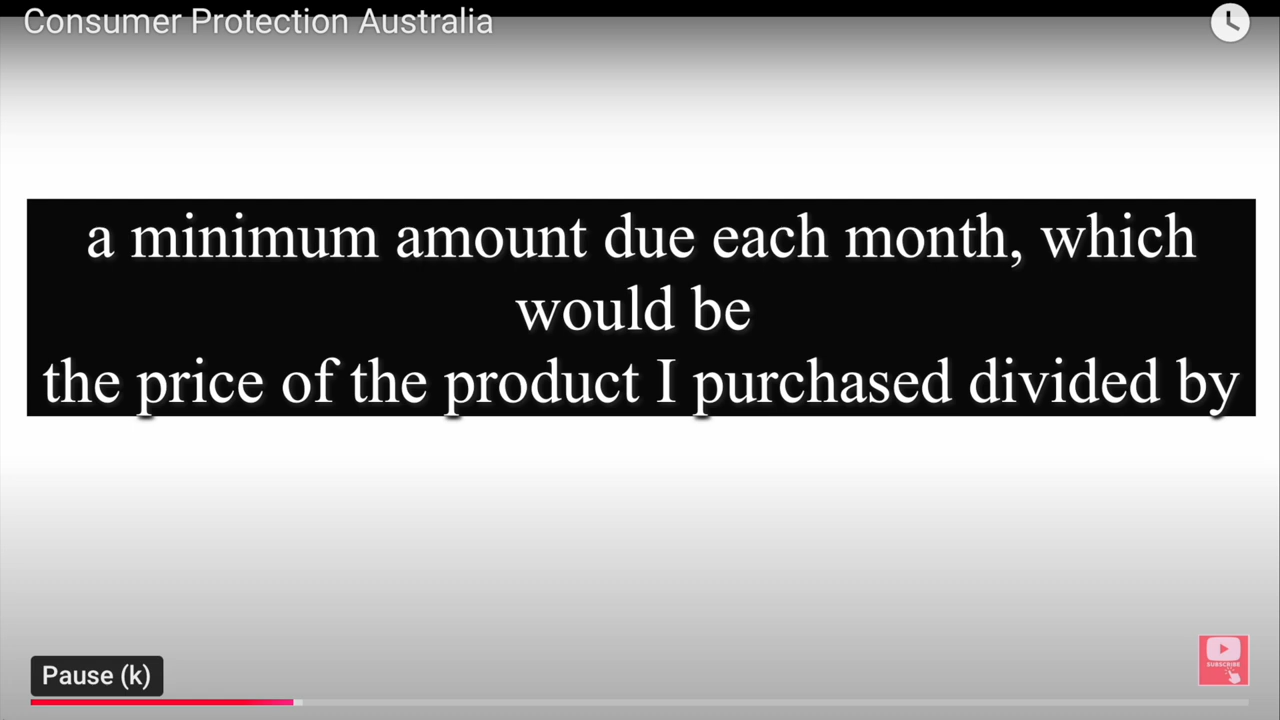 Consumer Protection Australia
a minimum amount due each month, which
would be
the price of the product I purchased divided by
Pause (k)
SUBSCRIBE